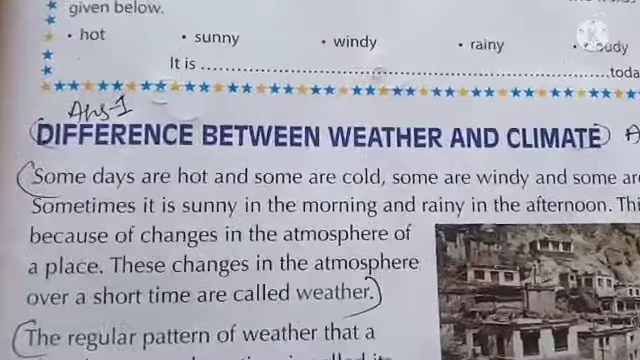 given below.
• hot • sunny • windy • rainy
It is ............................................................ toda
Ans-1
DIFFERENCE BETWEEN WEATHER AND CLIMATE
Some days are hot and some are cold, some are windy and some are
Sometimes it is sunny in the morning and rainy in the afternoon. Thi
because of changes in the atmosphere of
a place. These changes in the atmosphere
over a short time are called weather.
The regular pattern of weather that a